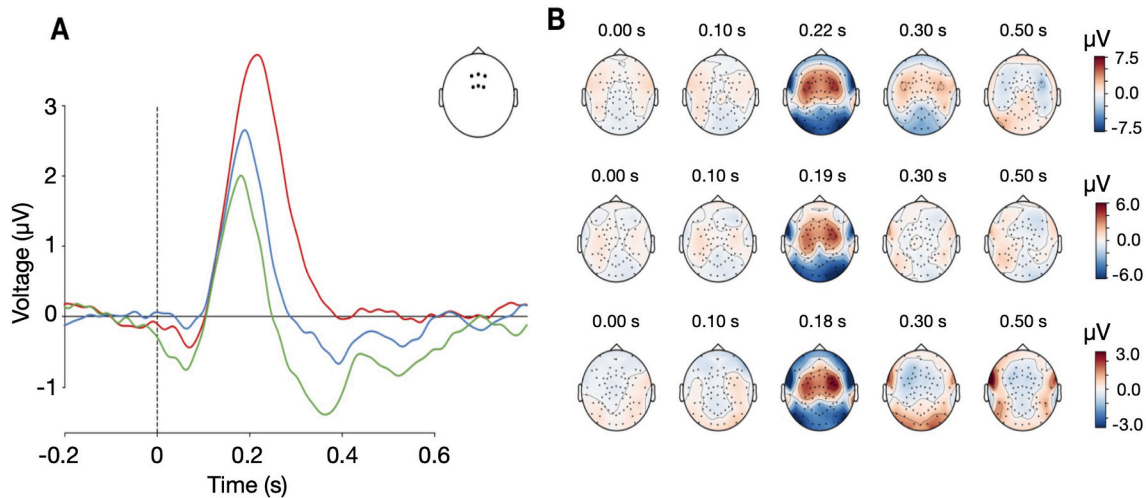 A
3
2
1
0
-1
Voltage (μV)
-0.2
0
0.2
0.4
0.6
Time (s)
B
0.00 s
0.10 s
0.22 s
0.30 s
0.50 s
μV
7.5
0.0
-7.5
0.00 s
0.10 s
0.19 s
0.30 s
0.50 s
μV
6.0
0.0
-6.0
0.00 s
0.10 s
0.18 s
0.30 s
0.50 s
μV
3.0
0.0
-3.0